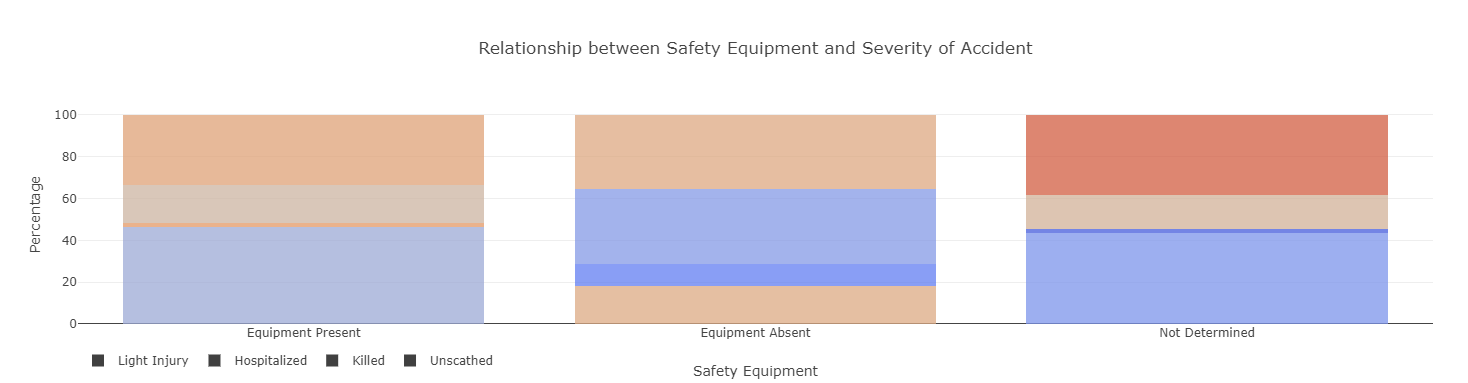 Relationship between Safety Equipment and Severity of Accident
Percentage
100
80
60
40
20
0
Equipment Present
Equipment Absent
Not Determined
Light Injury
Hospitalized
Killed
Unscathed
Safety Equipment